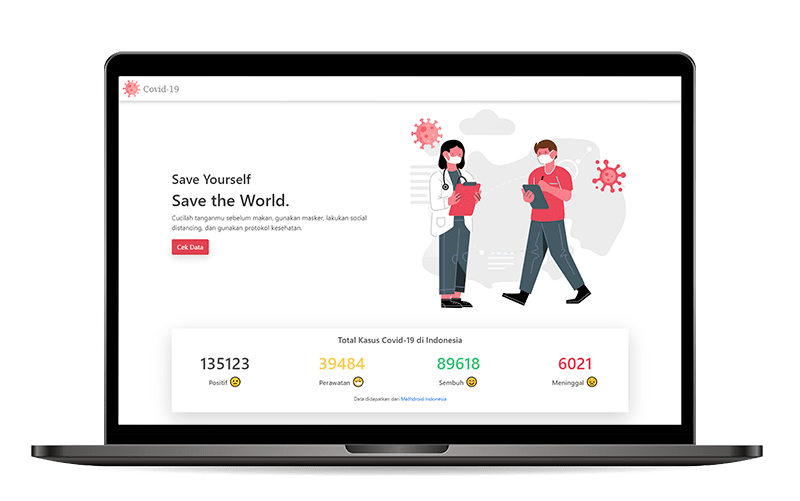 Covid-19
Save Yourself
Save the World.
Cucilah tanganmu sebelum makan, gunakan masker, lakukan social
distancing, dan gunakan protokol kesehatan.
Cek Data
Total Kasus Covid-19 di Indonesia
135123 39484 89618 6021
Positif Perawatan Sembuh Meninggal
Data didapatkan dari Mathdroid Indonesia